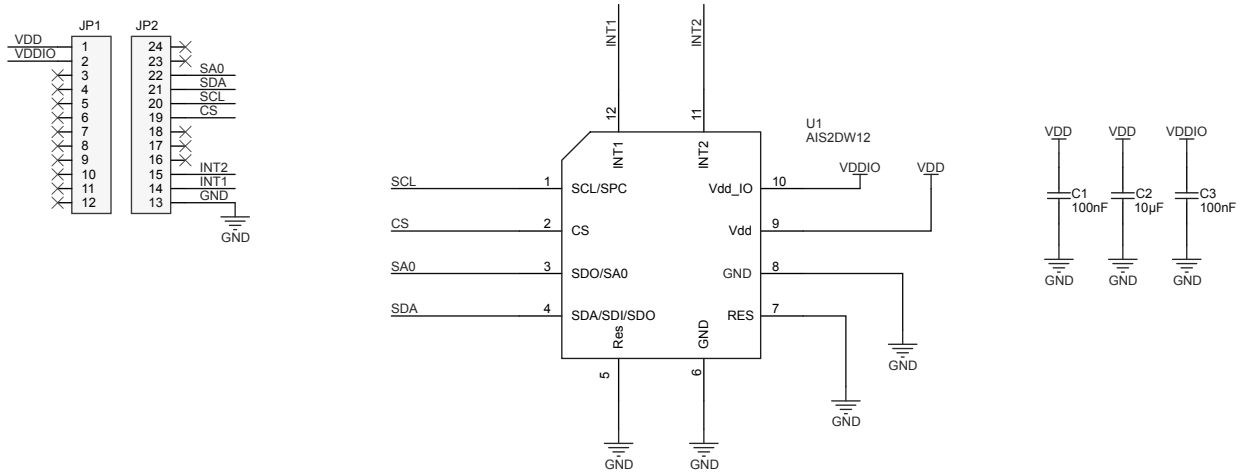 JP1
VDD
VDDIO
1
2
3
4
5
6
7
8
9
10
11
12
JP2
24
23
22 SA0
21 SDA
20 SCL
19 CS
18
17
16
15 INT2
14 INT1
13 GND
GND
INT1
INT2
12
11
U1
AIS2DW12
INT1
INT2
SCL 1 SCL/SPC
CS 2 CS
SA0 3 SDO/SA0
SDA 4 SDA/SDI/SDO
Vdd_IO 10 VDDIO
Vdd 9 VDD
GND 8
RES 7
Res
GND
5
6
GND
GND
GND
GND
VDD
C1
100nF
GND
VDD
C2
10µF
GND
VDDIO
C3
100nF
GND